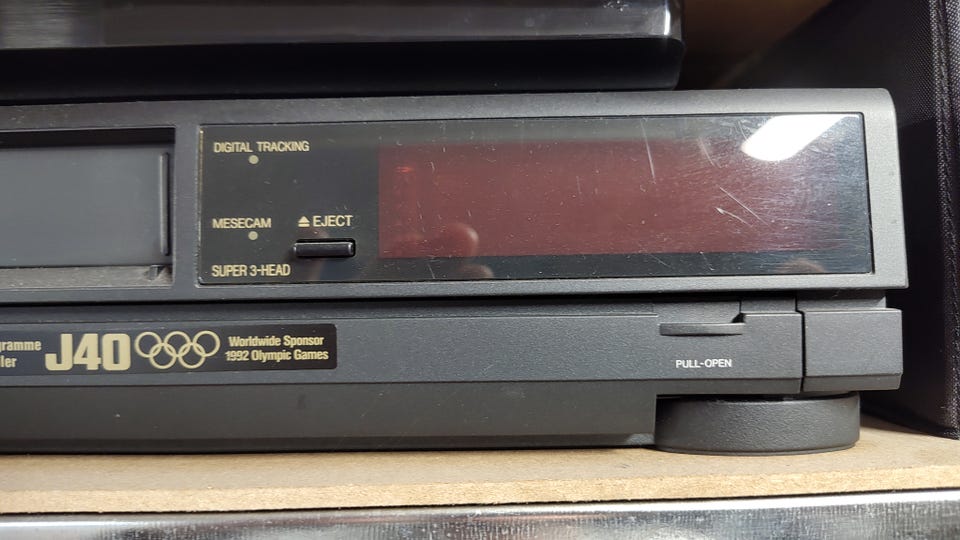 DIGITAL TRACKING
MESECAM
EJECT
SUPER 3-HEAD
J40
Worldwide Sponsor
1992 Olympic Games
PULL-OPEN